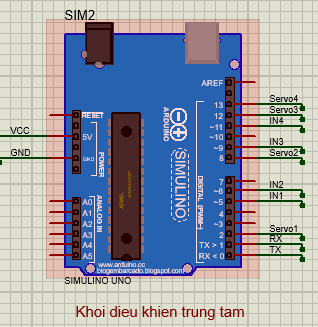 SIM2
AREF
RESET
5V
GND
POWER
VCC
GND
ANALOG IN
A0
A1
A2
A3
A4
A5
ATMEL
ARDUINO
SIMULINO
DIGITAL (PWM~)
13
12
~11
~10
~9
8
7
~6
~5
4
~3
2
TX > 1
RX < 0
Servo4
Servo3
IN4
IN3
Servo2
IN2
IN1
Servo1
RX
TX
www.arduino.cc
blogembarcado.blogspot.com
SIMULINO UNO
Khoi dieu khien trung tam